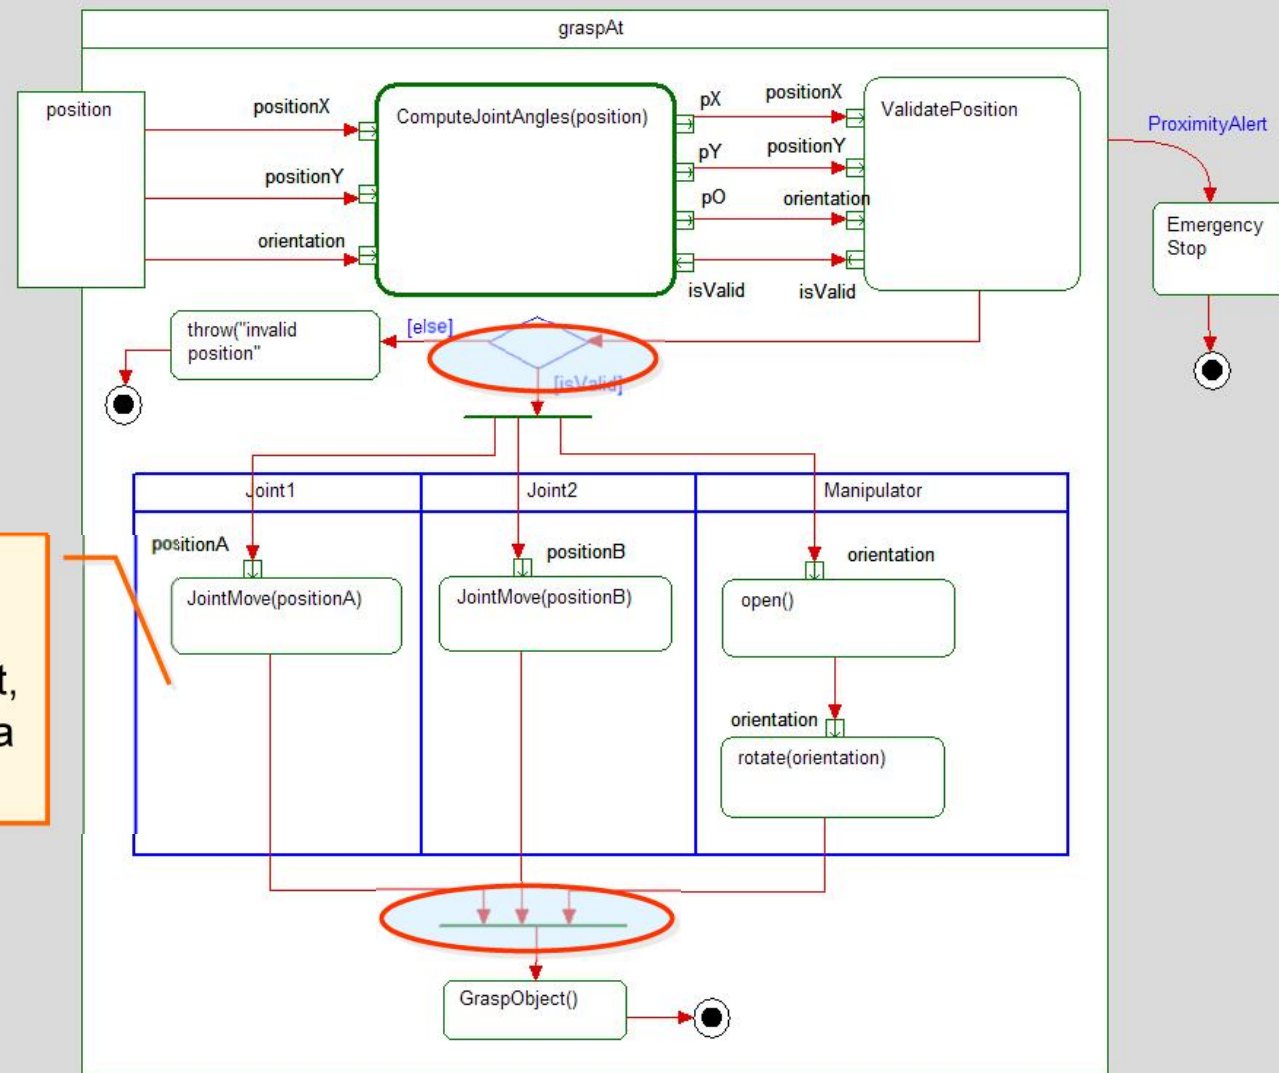 graspAt
position
positionX
positionY
orientation
ComputeJointAngles(position)
pX
pY
pO
isValid
positionX
positionY
orientation
isValid
ValidatePosition
ProximityAlert
Emergency
Stop
throw("invalid
position"
[else]
[isValid]
Joint1
Joint2
Manipulator
positionA
JointMove(positionA)
positionB
JointMove(positionB)
orientation
open()
orientation
rotate(orientation)
t,
a
GraspObject()